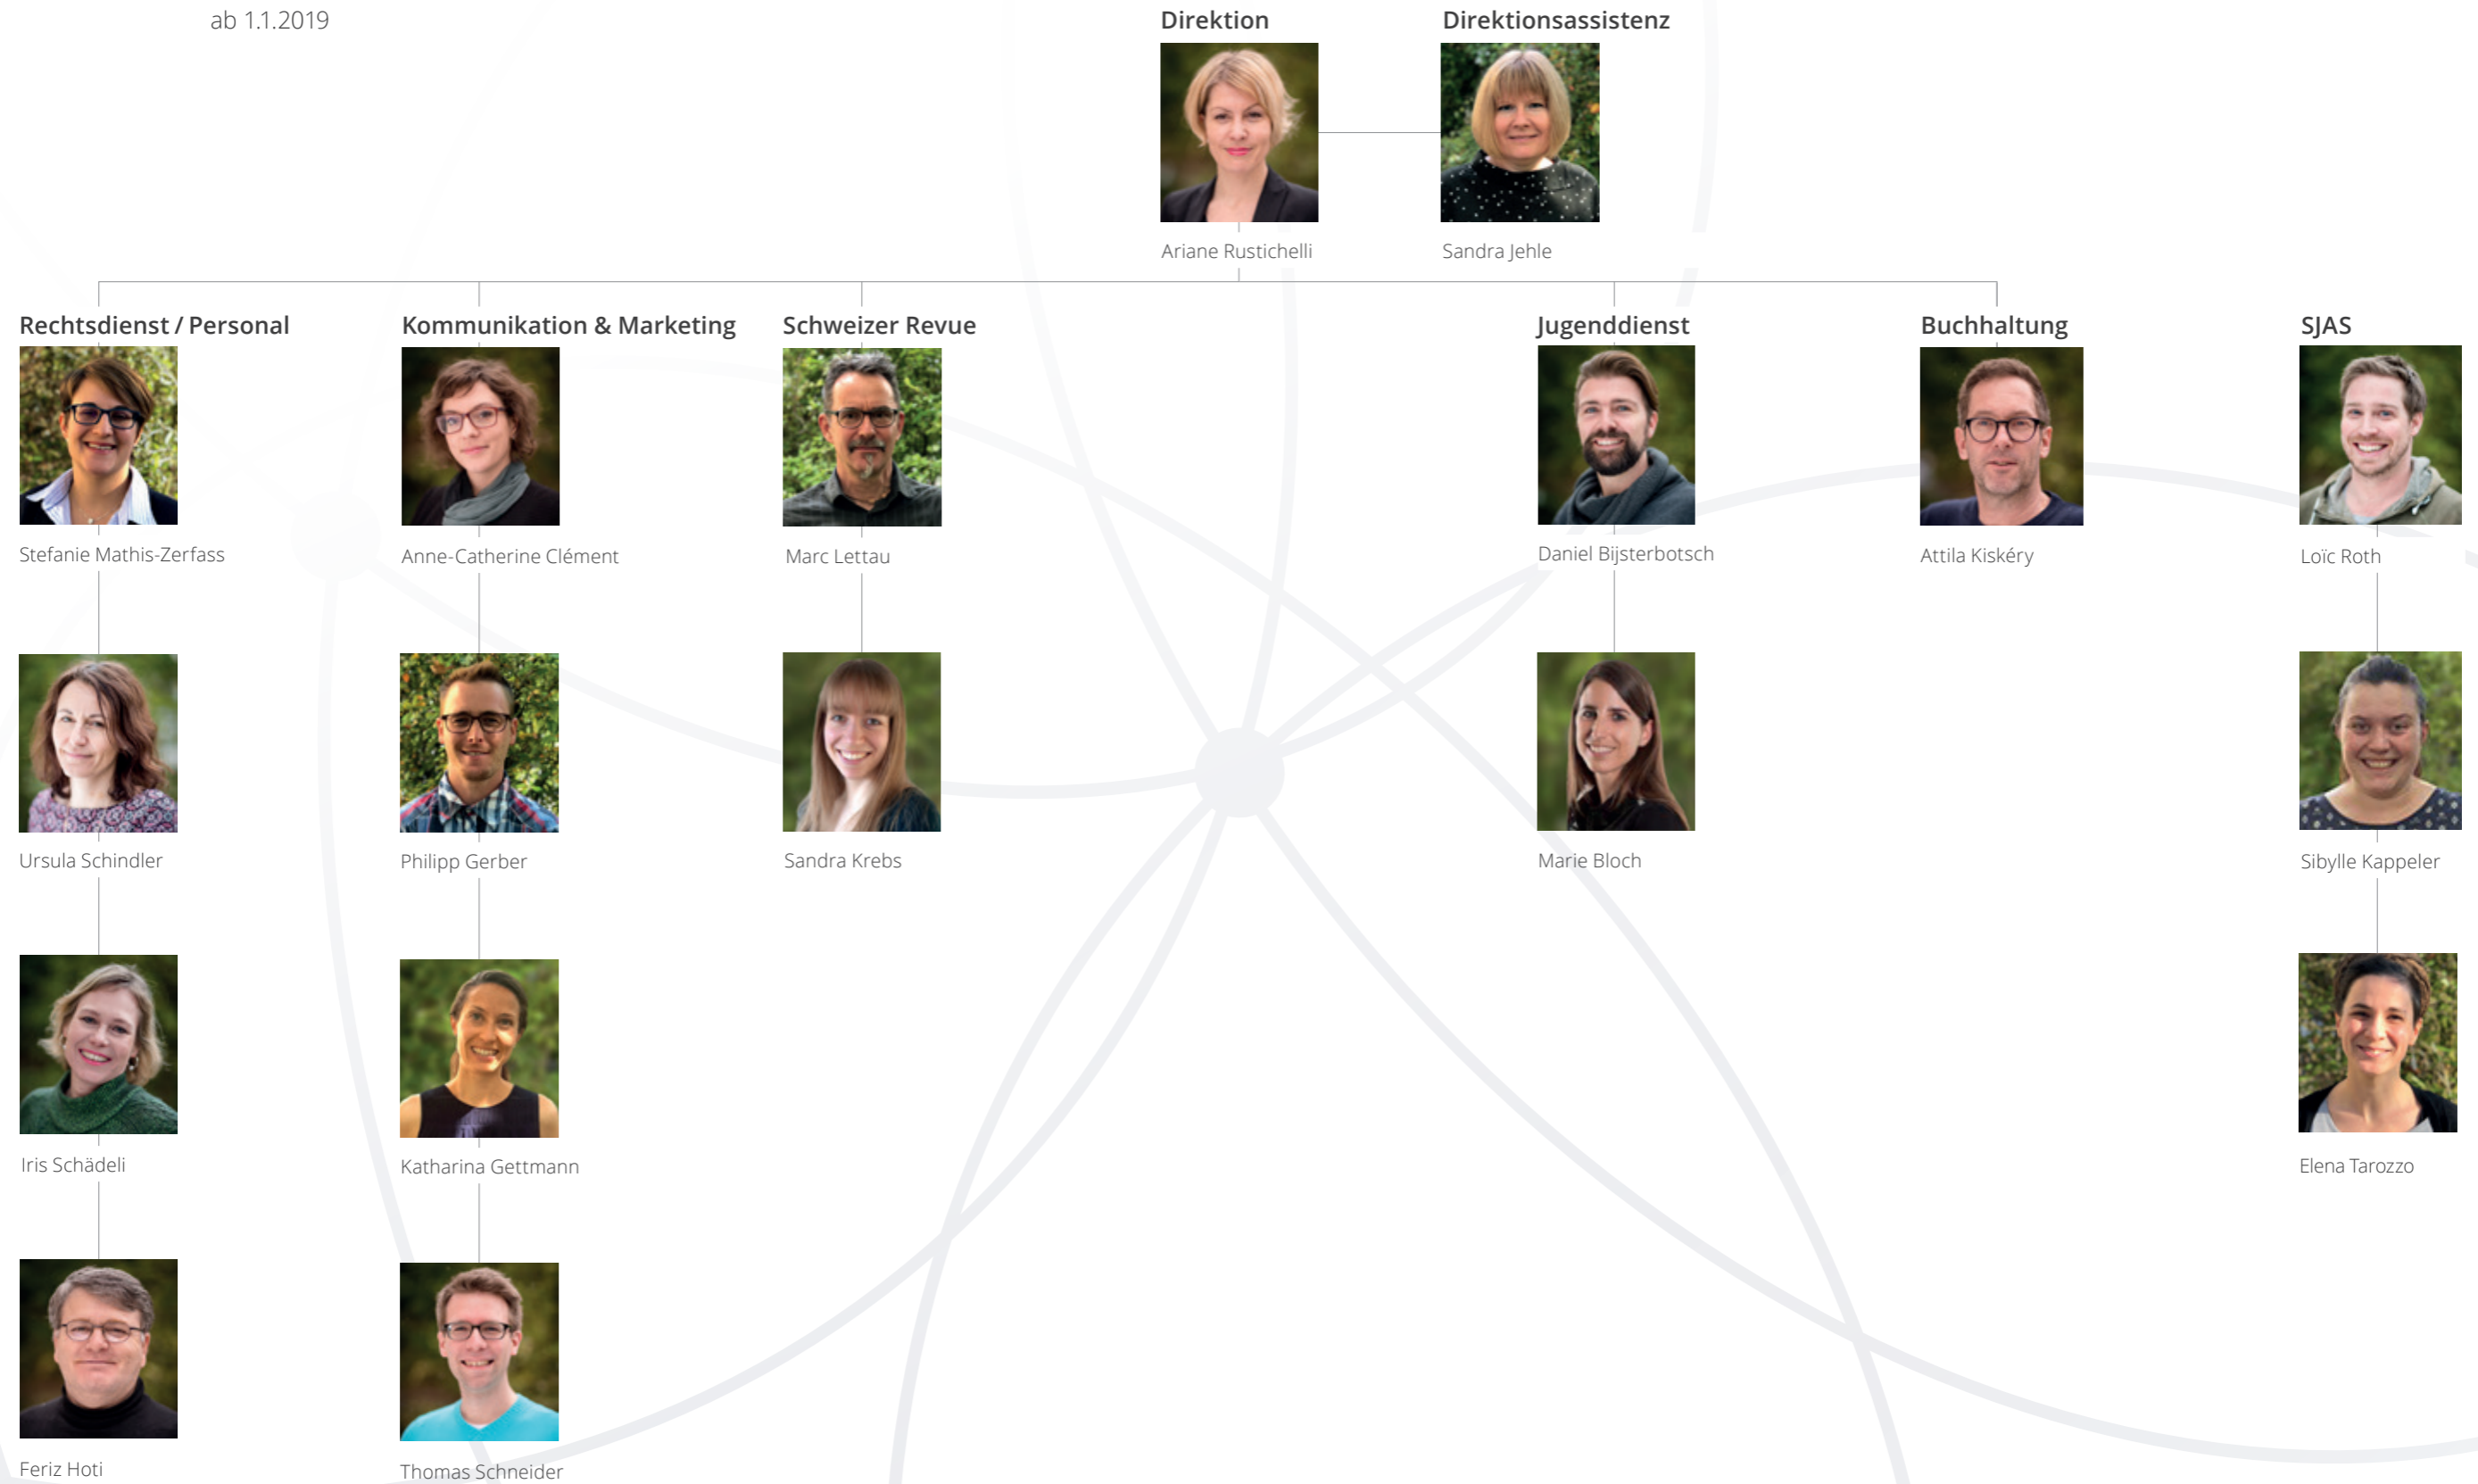 ab 1.1.2019
Direktion
Direktionsassistenz
Ariane Rustichelli
Sandra Jehle
Rechtsdienst / Personal
Kommunikation & Marketing
Schweizer Revue
Jugenddienst
Buchhaltung
SJAS
Stefanie Mathis-Zerfass
Anne-Catherine Clément
Marc Lettau
Daniel Bijsterbotsch
Attila Kiskéry
Loïc Roth
Ursula Schindler
Philipp Gerber
Sandra Krebs
Marie Bloch
Sibylle Kappeler
Iris Schädeli
Katharina Gettmann
Elena Tarozzo
Feriz Hoti
Thomas Schneider